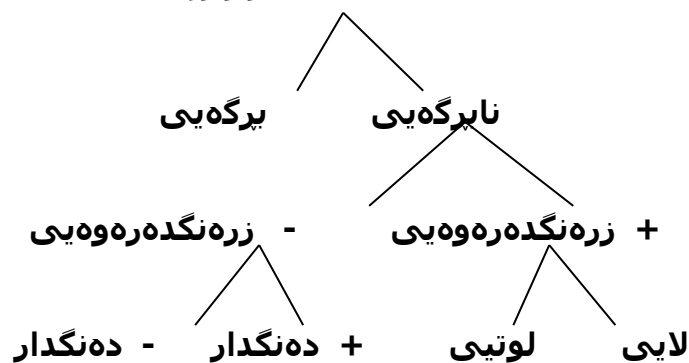 نابڕگەیی بڕگەیی
+ زرەنگدەرەوەیی - زرەنگدەرەوەیی
لایی لوتیی + دەنگدار - دەنگدار